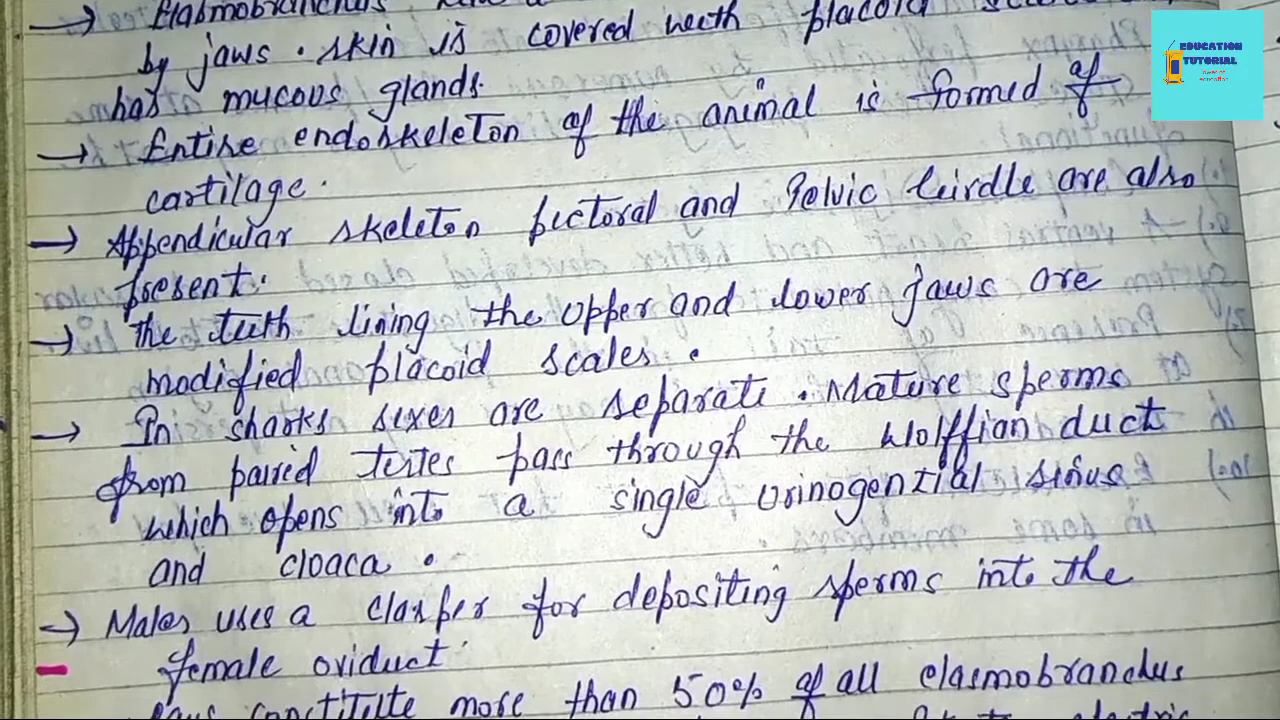 → Elasmobranchus
by jaws. skin is covered with placoid
has mucous glands.
→ Entire endoskeleton of the animal is formed of
cartilage.
→ Appendicular skeleton pectoral and Pelvic Girdle are also
present.
→ the teeth lining the upper and lower jaws are
modified placoid scales.
→ In sharks sexes are separate. Mature sperms
from paired testes pass through the Wolffian duct
which opens into a single urinogenital sinus
and cloaca.
→ Males uses a clasper for depositing sperms into the
female oviduct.
constitute more than 50% of all elasmobranchus
EDUCATION
TUTORIAL